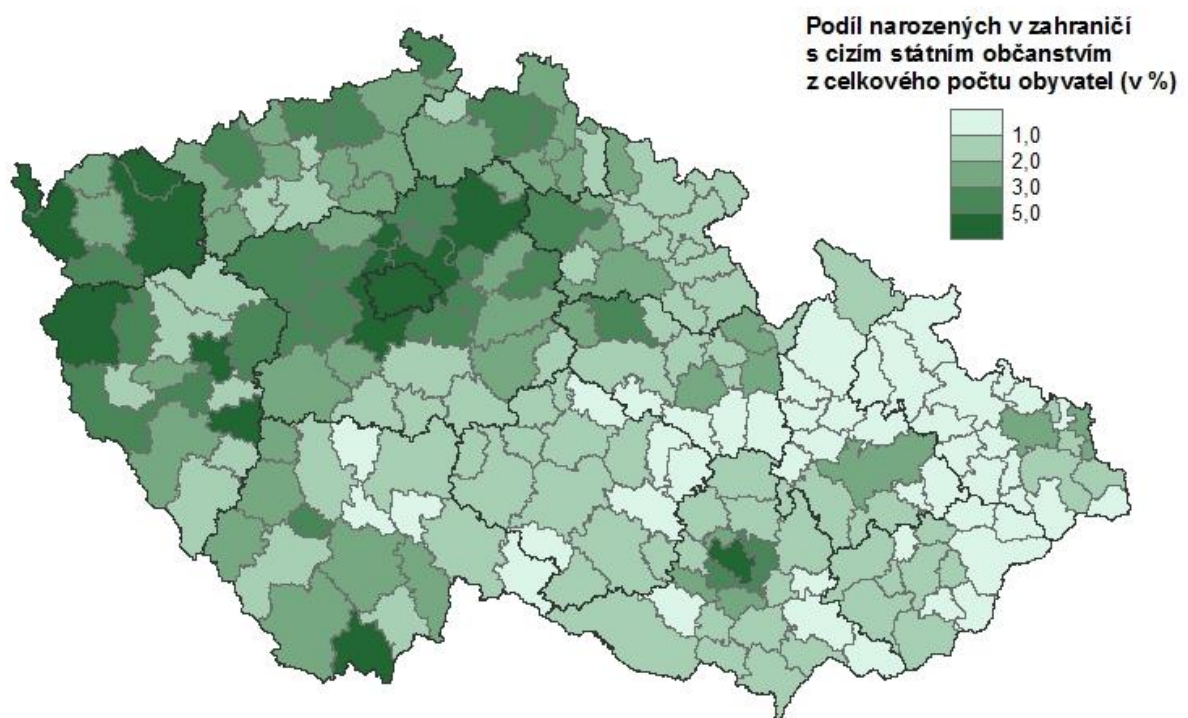 Podíl narozených v zahraničí
s cizím státním občanstvím
z celkového počtu obyvatel (v %)
1,0
2,0
3,0
5,0